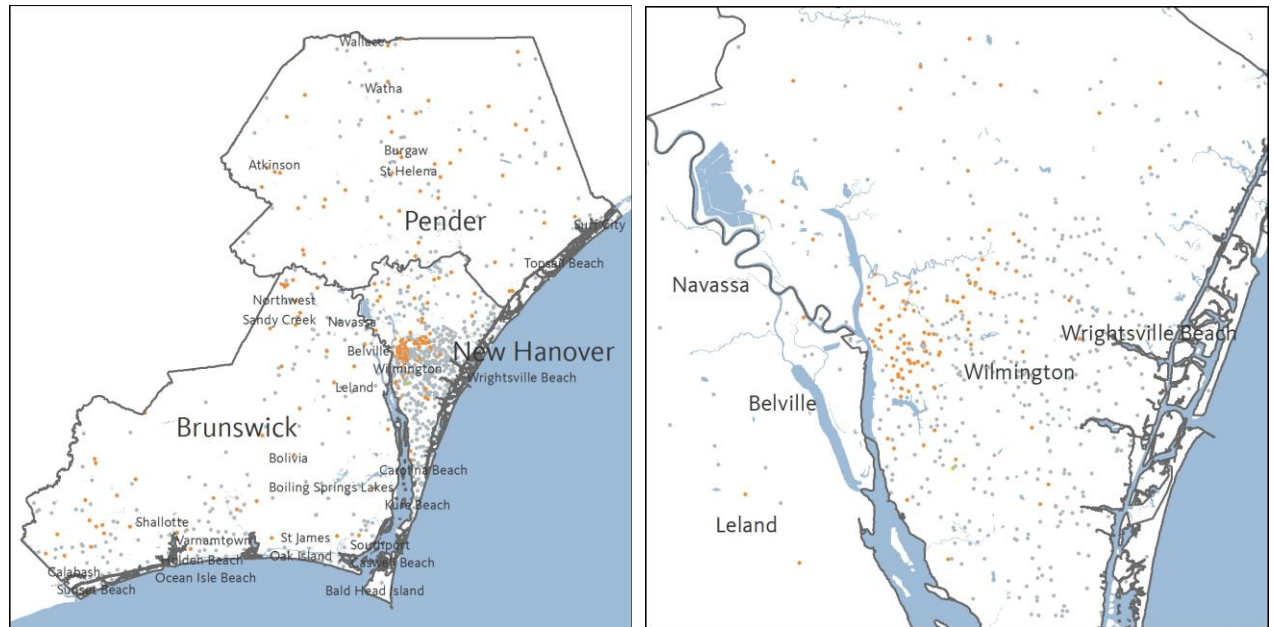 Wallace
Watha
Burgaw
Atkinson
St Helena
Pender
Surf City
Topsail Beach
Northwest
Sandy Creek
Navassa
Belville
New Hanover
Wilmington
Wrightsville Beach
Leland
Brunswick
Bolivia
Carolina Beach
Boiling Springs Lakes
Kure Beach
Shallotte
St James
Varnamtown
Southport
Oak Island
Holden Beach
Caswell Beach
Calabash
Ocean Isle Beach
Sunset Beach
Bald Head Island
Navassa
Wrightsville Beach
Wilmington
Belville
Leland